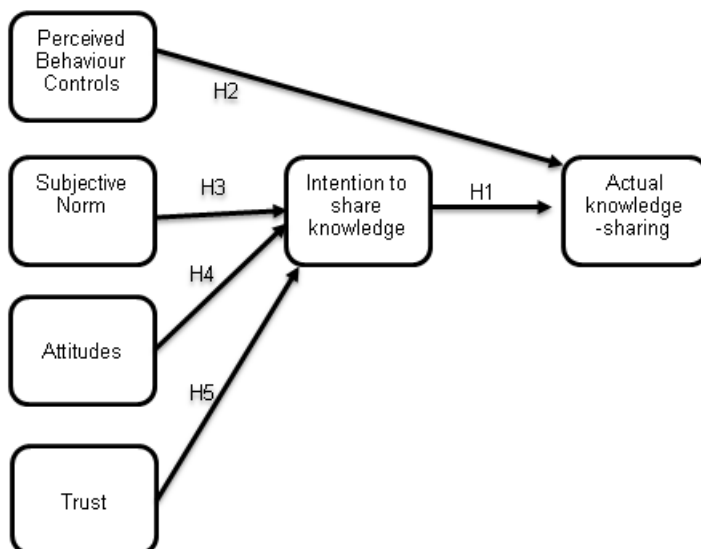 Perceived
Behaviour
Controls
H2
Subjective
Norm
H3
Intention to
share
knowledge
H1
Actual
knowledge
-sharing
H4
Attitudes
H5
Trust